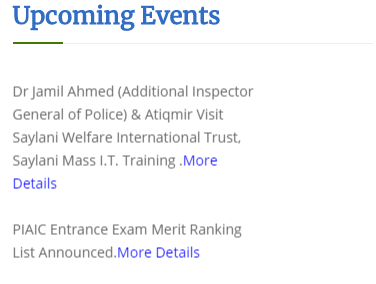 Upcoming Events
Dr Jamil Ahmed (Additional Inspector
General of Police) & Atiqmir Visit
Saylani Welfare International Trust,
Saylani Mass I.T. Training .More
Details
PIAIC Entrance Exam Merit Ranking
List Announced.More Details